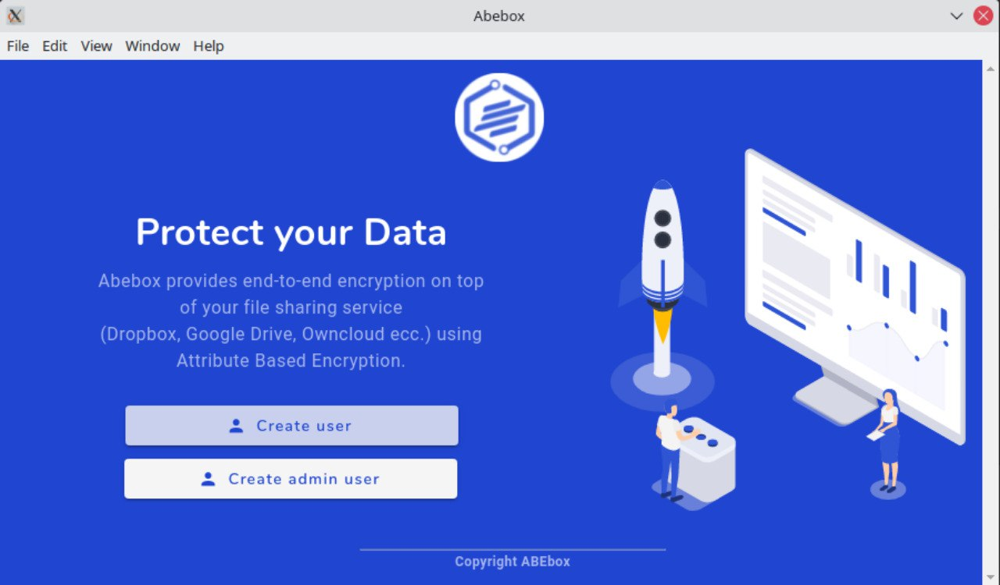 Abebox
File Edit View Window Help
Protect your Data
Abebox provides end-to-end encryption on top
of your file sharing service
(Dropbox, Google Drive, Owncloud ecc.) using
Attribute Based Encryption.
Create user
Create admin user
Copyright ABEbox